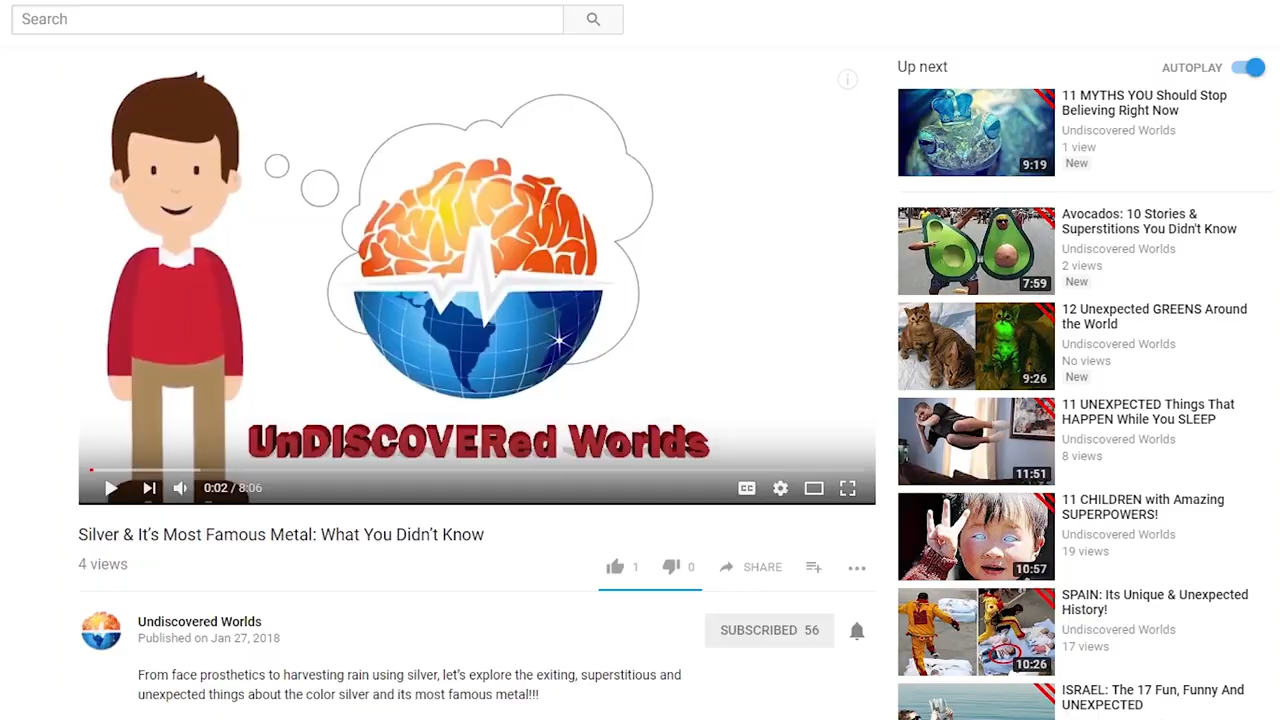 Search
UnDISCOVERed Worlds
0:02 / 8:06
CC
Silver & It’s Most Famous Metal: What You Didn’t Know
4 views
1
0
SHARE
Undiscovered Worlds
Published on Jan 27, 2018
SUBSCRIBED 56
From face prosthetics to harvesting rain using silver, let’s explore the exiting, superstitious and
unexpected things about the color silver and its most famous metal!!!
Up next
AUTOPLAY
11 MYTHS YOU Should Stop
Believing Right Now
Undiscovered Worlds
1 view
New
9:19
Avocados: 10 Stories &
Superstitions You Didn't Know
Undiscovered Worlds
2 views
New
7:59
12 Unexpected GREENS Around
the World
Undiscovered Worlds
No views
New
9:26
11 UNEXPECTED Things That
HAPPEN While You SLEEP
Undiscovered Worlds
8 views
11:51
11 CHILDREN with Amazing
SUPERPOWERS!
Undiscovered Worlds
19 views
10:57
SPAIN: Its Unique & Unexpected
History!
Undiscovered Worlds
17 views
10:26
ISRAEL: The 17 Fun, Funny And
UNEXPECTED